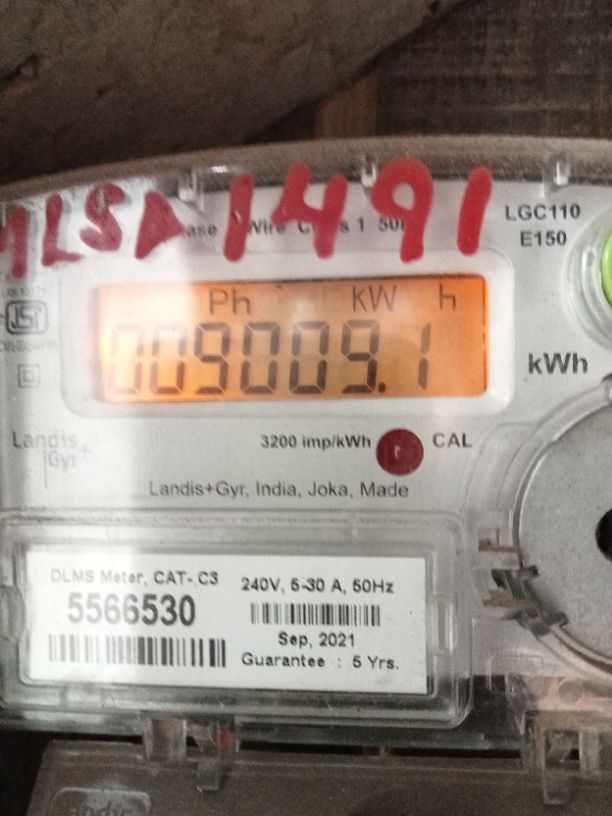 MLSD 1491
LGC110
E150
Ph kW h
009009.1
kWh
ISI
Landis
Gyr+
3200 imp/kWh
CAL
Landis+Gyr, India, Joka, Made
DLMS Meter, CAT-C3
5566530
240V, 5-30 A, 50Hz
Sep, 2021
Guarantee : 5 Yrs.